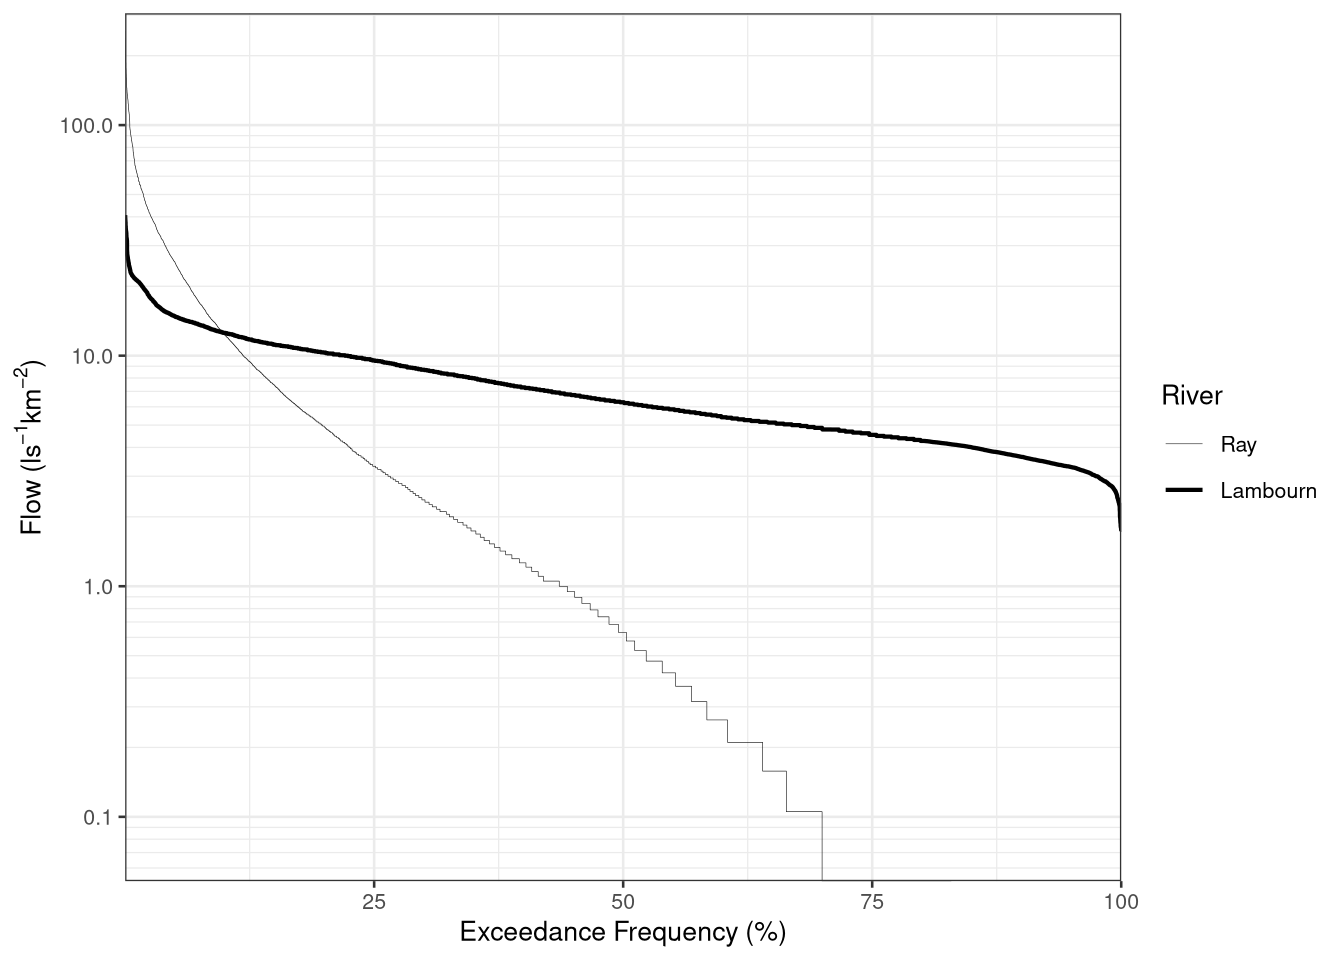 100.0
10.0
1.0
0.1
Flow (ls⁻¹km⁻²)
25 50 75 100
Exceedance Frequency (%)
River
Ray
Lambourn